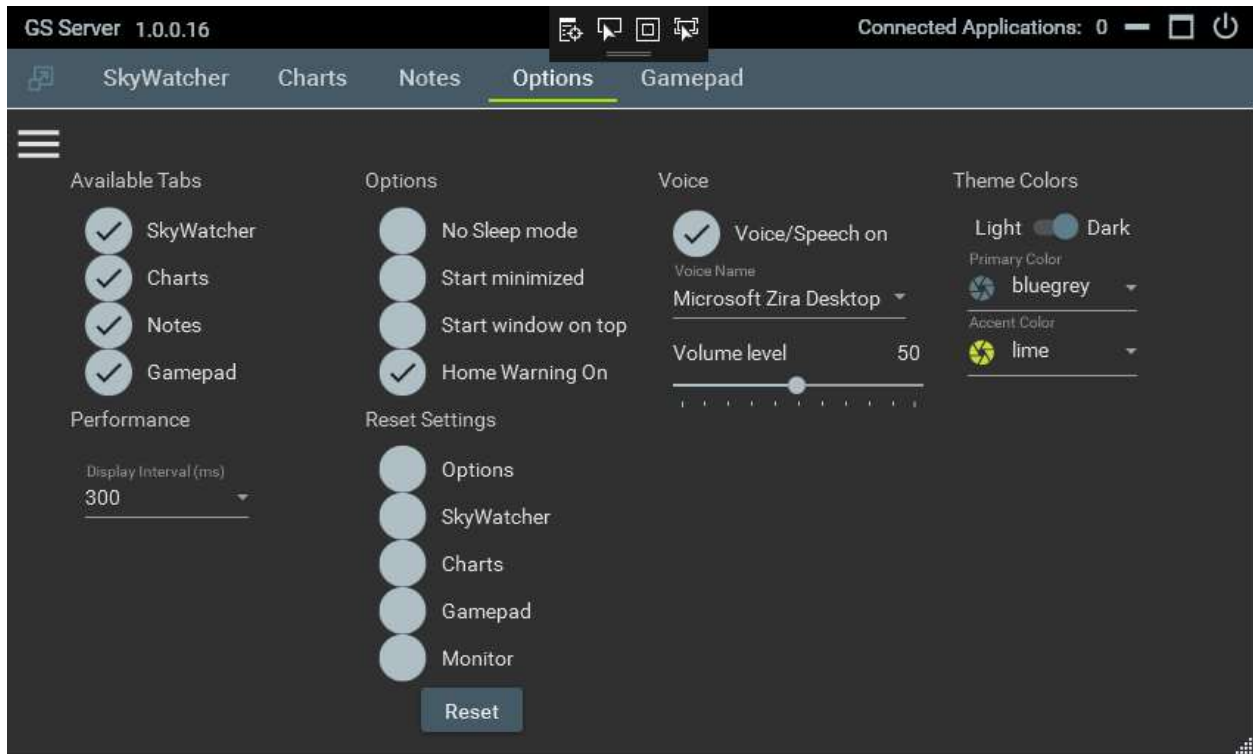 GS Server 1.0.0.16
Connected Applications: 0
SkyWatcher Charts Notes Options Gamepad
Available Tabs
SkyWatcher
Charts
Notes
Gamepad
Performance
Display Interval (ms)
300
Options
No Sleep mode
Start minimized
Start window on top
Home Warning On
Reset Settings
Options
SkyWatcher
Charts
Gamepad
Monitor
Reset
Voice
Voice/Speech on
Voice Name
Microsoft Zira Desktop
Volume level 50
Theme Colors
Light Dark
Primary Color
bluegrey
Accent Color
lime